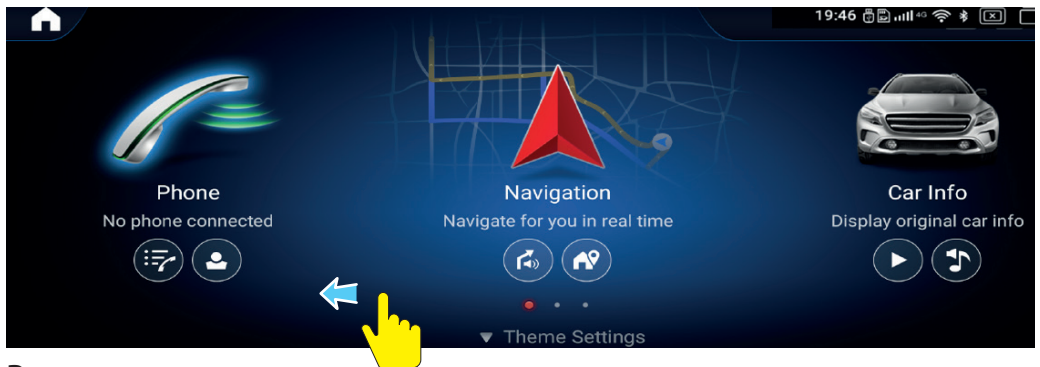 19:46 4G
Phone
No phone connected
Navigation
Navigate for you in real time
Car Info
Display original car info
Theme Settings